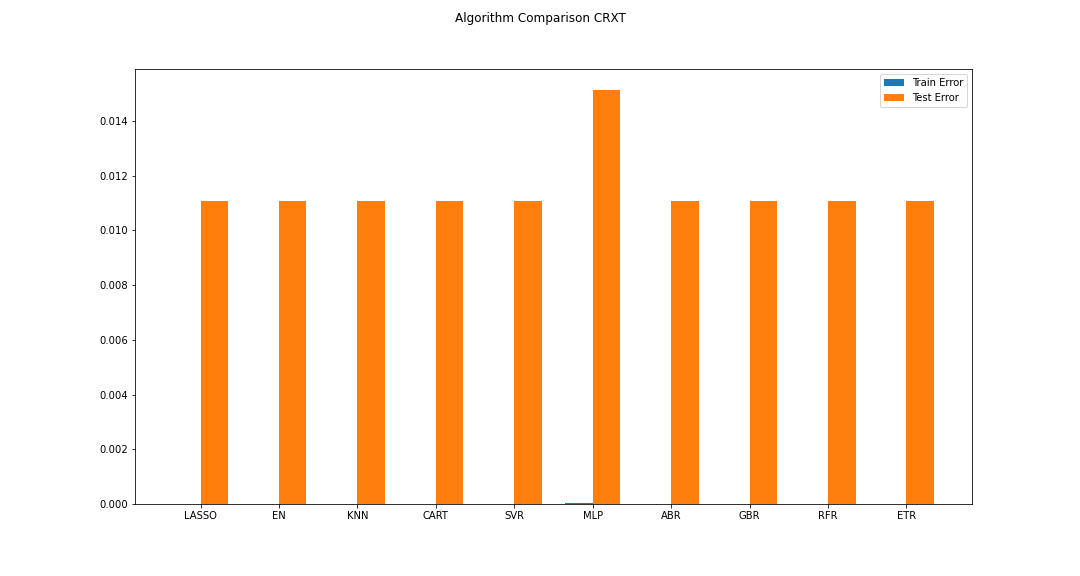 Algorithm Comparison CRXT
Train Error
Test Error
0.014
0.012
0.010
0.008
0.006
0.004
0.002
0.000
LASSO EN KNN CART SVR MLP ABR GBR RFR ETR